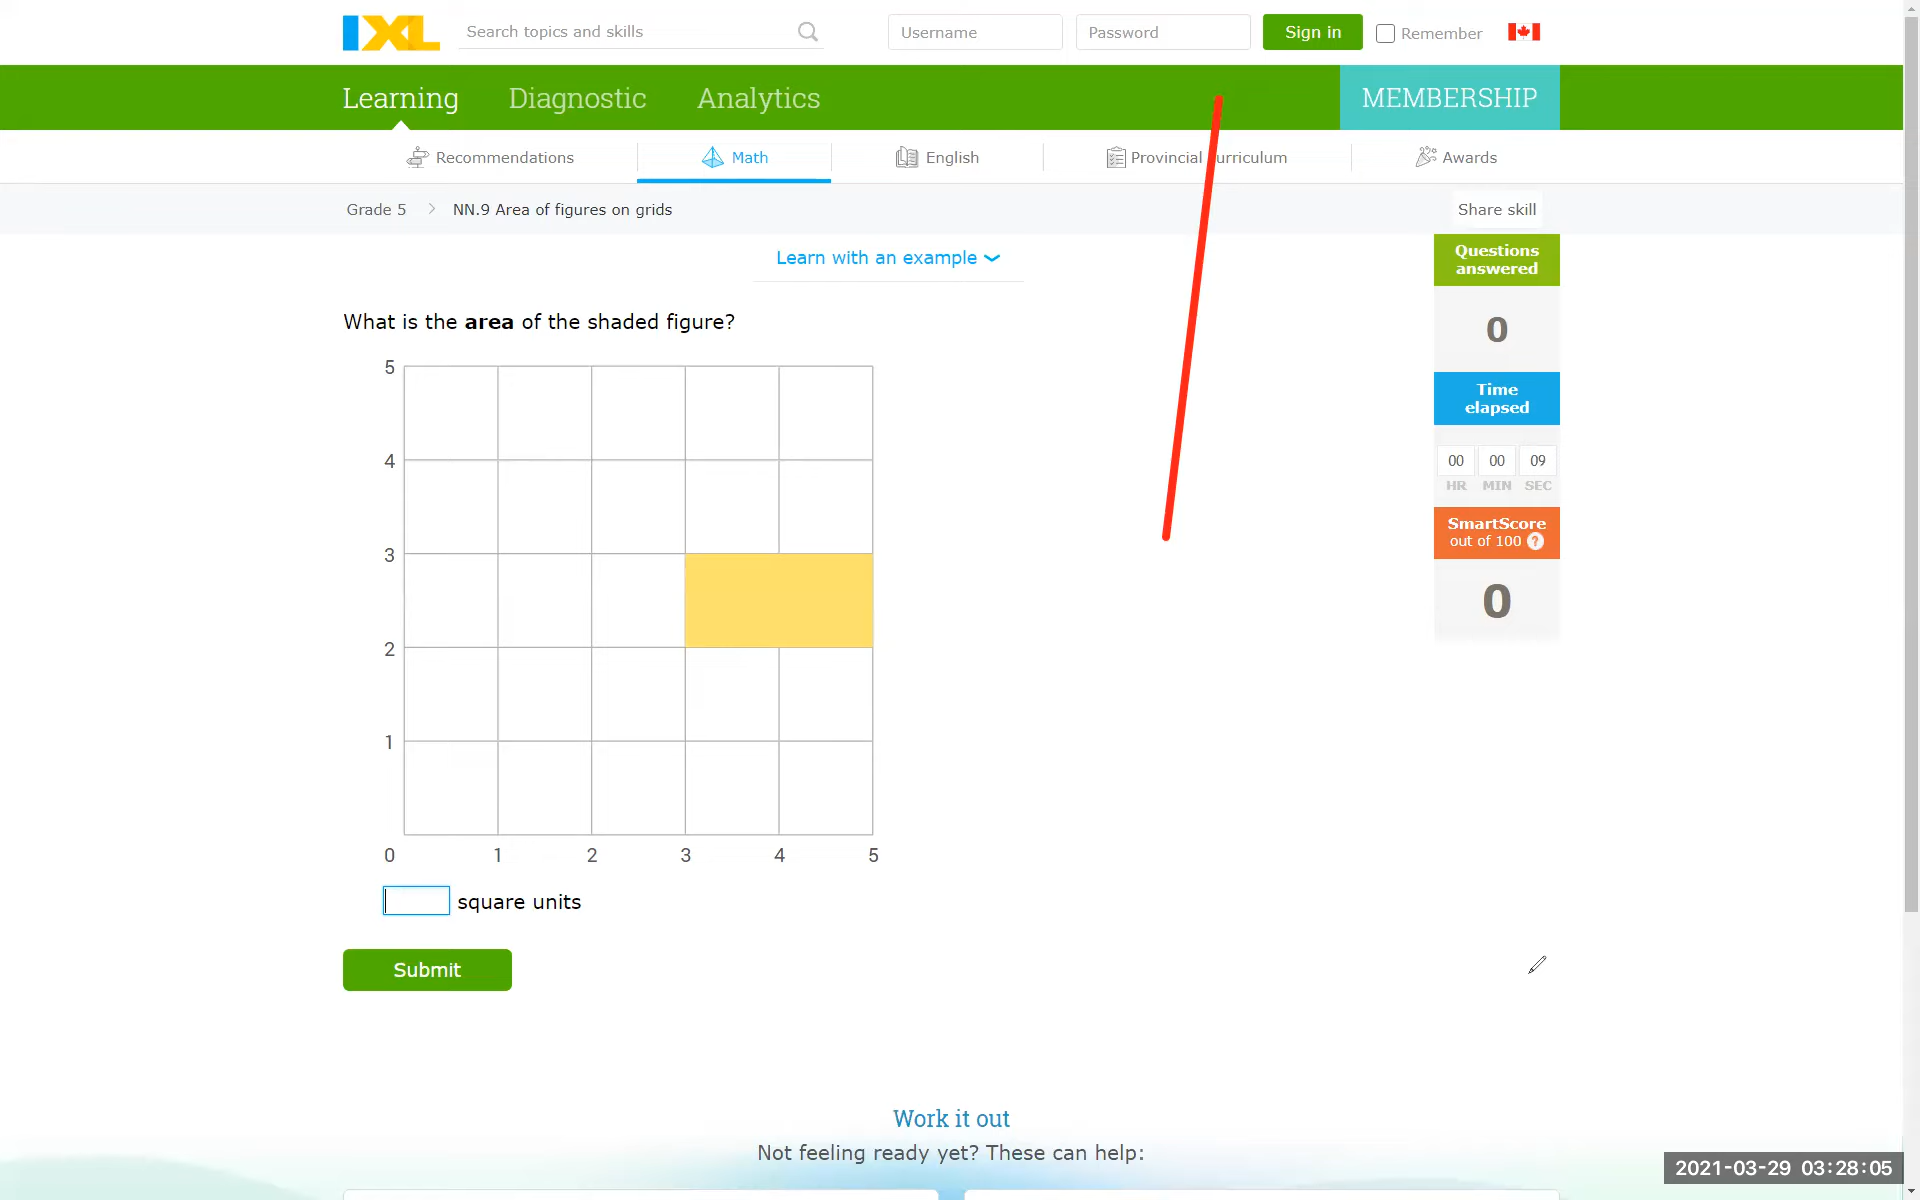 IXL Search topics and skills Username Password Sign in Remember
Learning Diagnostic Analytics MEMBERSHIP
Recommendations Math English Provincial urriculum Awards
Grade 5 NN.9 Area of figures on grids Share skill
Learn with an example
Questions
answered
0
Time
elapsed
00 00 09
HR MIN SEC
SmartScore
out of 100 ?
0
What is the area of the shaded figure?
5
4
3
2
1
0 1 2 3 4 5
square units
Submit
Work it out
Not feeling ready yet? These can help:
2021-03-29 03:28:05